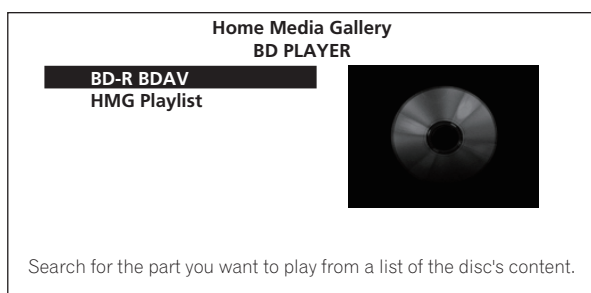 Home Media Gallery
BD PLAYER
BD-R BDAV
HMG Playlist
Search for the part you want to play from a list of the disc's content.